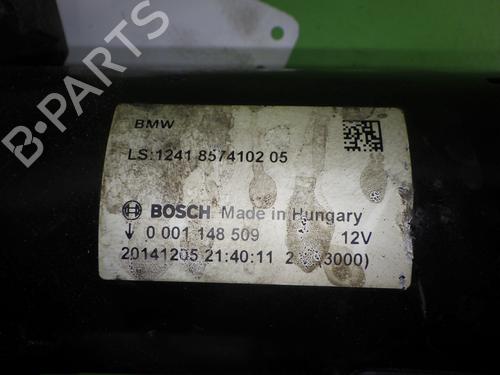 B-PARTS
BMW
LS:1241 8574102 05
BOSCH Made in Hungary
0 001 148 509 12V
20141205 21:40:11 3000)